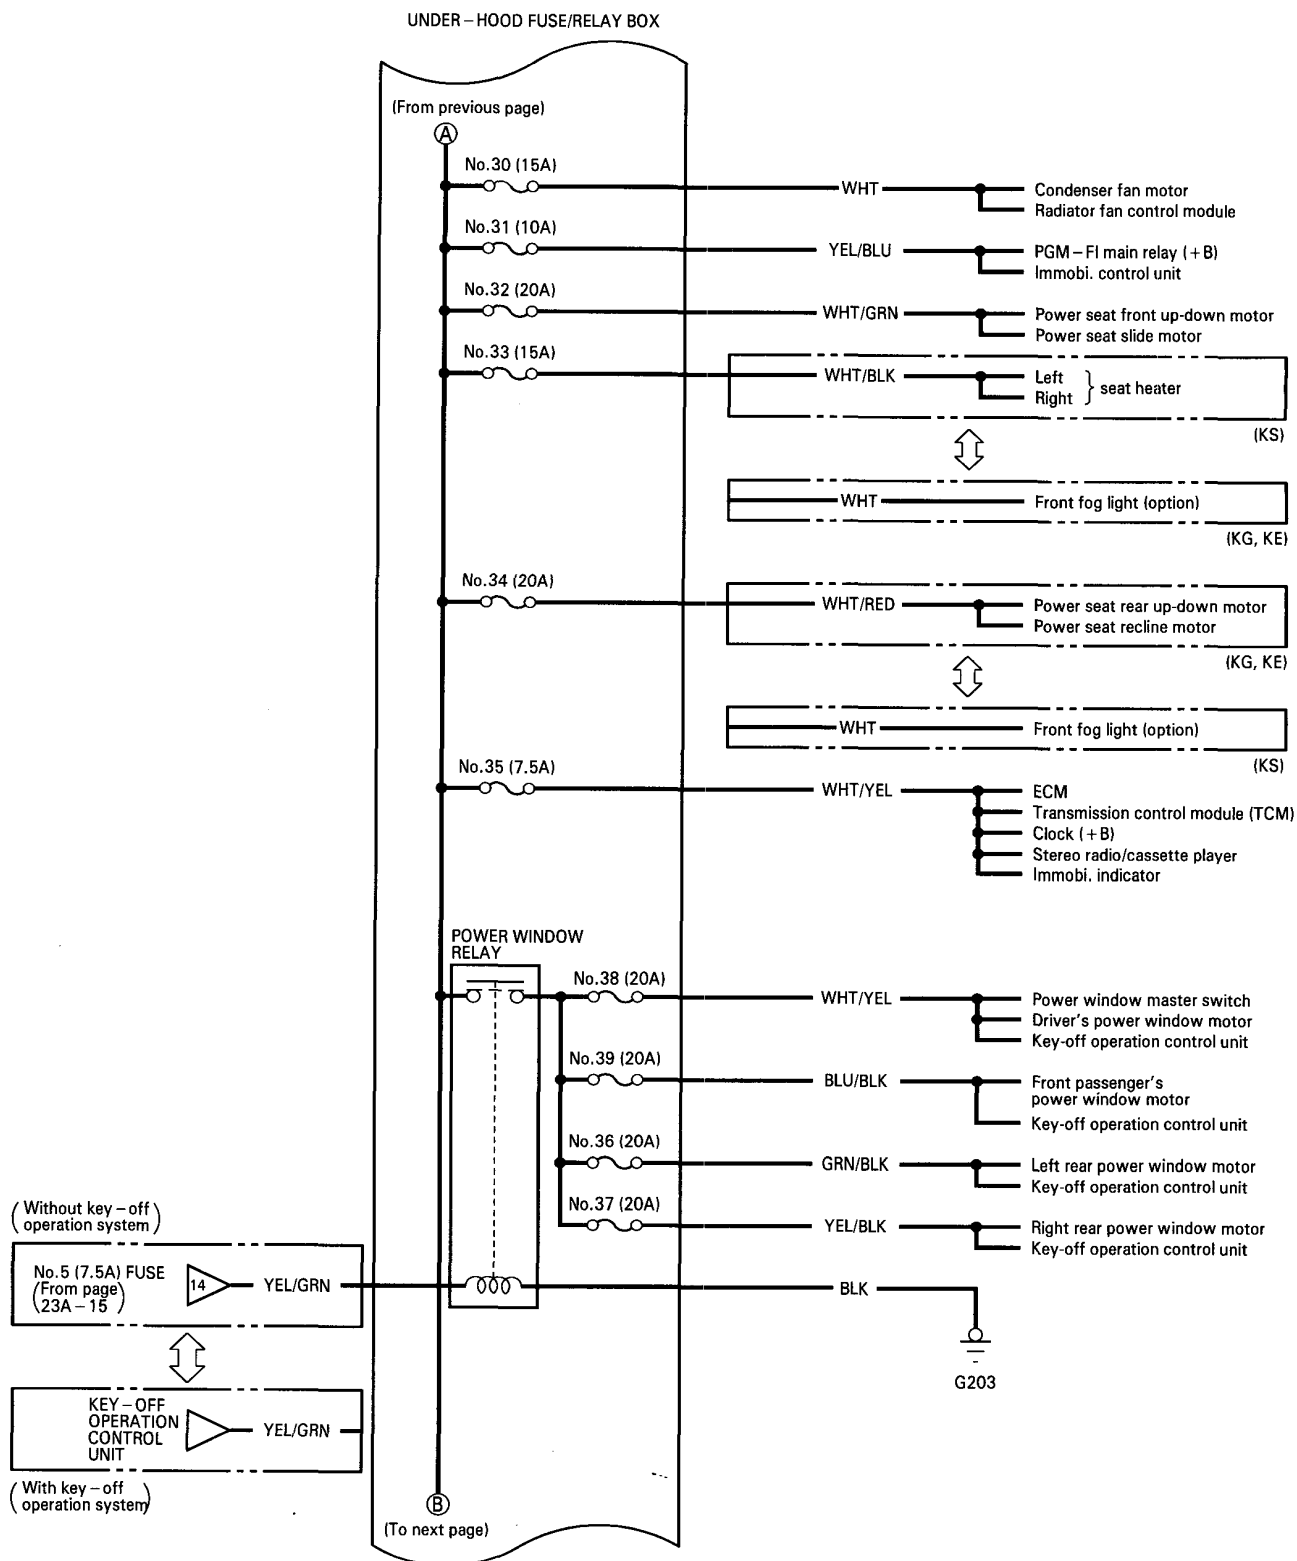 UNDER-HOOD FUSE/RELAY BOX
(From previous page)
A
No.30 (15A)
WHT
Condenser fan motor
Radiator fan control module
No.31 (10A)
YEL/BLU
PGM-FI main relay (+B)
Immobi. control unit
No.32 (20A)
WHT/GRN
Power seat front up-down motor
Power seat slide motor
No.33 (15A)
WHT/BLK
Left
Right
seat heater
(KS)
WHT
Front fog light (option)
(KG, KE)
No.34 (20A)
WHT/RED
Power seat rear up-down motor
Power seat recline motor
(KG, KE)
WHT
Front fog light (option)
(KS)
No.35 (7.5A)
WHT/YEL
ECM
Transmission control module (TCM)
Clock (+B)
Stereo radio/cassette player
Immobi. indicator
POWER WINDOW
RELAY
No.38 (20A)
WHT/YEL
Power window master switch
Driver's power window motor
Key-off operation control unit
No.39 (20A)
BLU/BLK
Front passenger's
power window motor
Key-off operation control unit
No.36 (20A)
GRN/BLK
Left rear power window motor
Key-off operation control unit
No.37 (20A)
YEL/BLK
Right rear power window motor
Key-off operation control unit
(Without key-off
operation system)
No.5 (7.5A) FUSE
(From page
23A-15)
14
YEL/GRN
BLK
G203
KEY-OFF
OPERATION
CONTROL
UNIT
YEL/GRN
(With key-off
operation system)
B
(To next page)